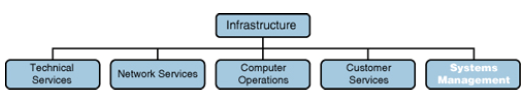 Infrastructure
Technical
Services
Network Services
Computer
Operations
Customer
Services
Systems
Management